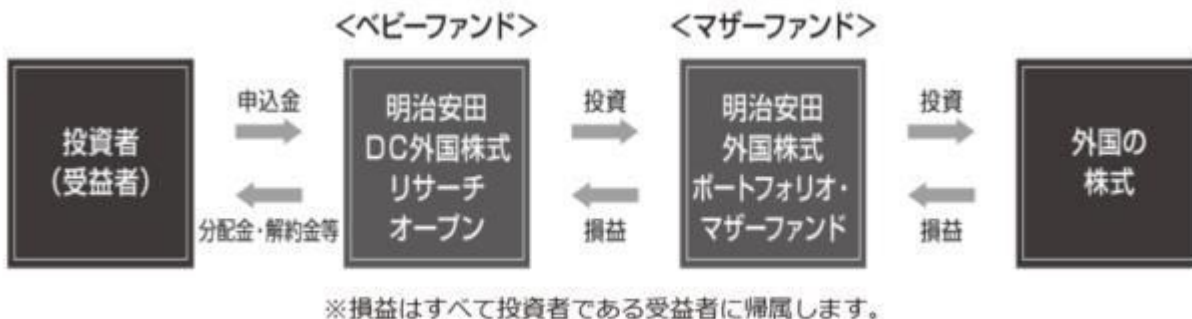 <ベビーファンド>
<マザーファンド>
投資者
(受益者)
申込金
分配金・解約金等
明治安田
DC外国株式
リサーチ
オープン
投資
損益
明治安田
外国株式
ポートフォリオ・
マザーファンド
投資
損益
外国の
株式
※損益はすべて投資者である受益者に帰属します。